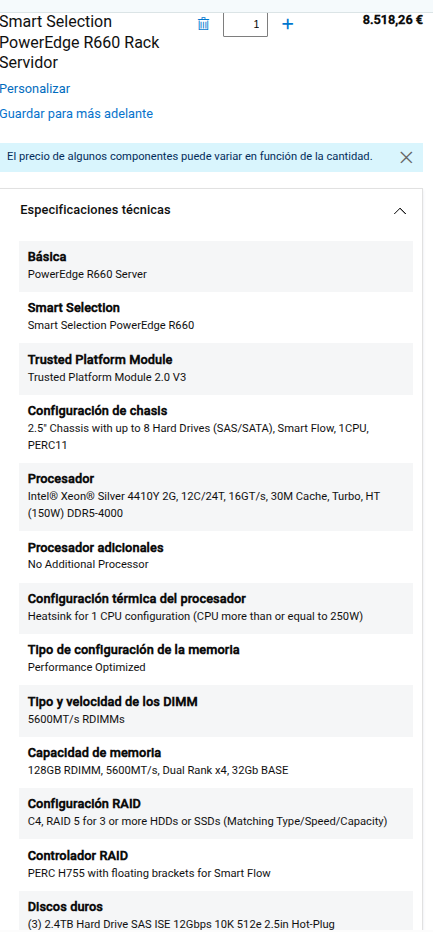 Smart Selection
PowerEdge R660 Rack
Servidor
1
+
8.518,26 €
Personalizar
Guardar para más adelante
El precio de algunos componentes puede variar en función de la cantidad.
Especificaciones técnicas
Básica
PowerEdge R660 Server
Smart Selection
Smart Selection PowerEdge R660
Trusted Platform Module
Trusted Platform Module 2.0 V3
Configuración de chasis
2.5" Chassis with up to 8 Hard Drives (SAS/SATA), Smart Flow, 1CPU,
PERC11
Procesador
Intel® Xeon® Silver 4410Y 2G, 12C/24T, 16GT/s, 30M Cache, Turbo, HT
(150W) DDR5-4000
Procesador adicionales
No Additional Processor
Configuración térmica del procesador
Heatsink for 1 CPU configuration (CPU more than or equal to 250W)
Tipo de configuración de la memoria
Performance Optimized
Tipo y velocidad de los DIMM
5600MT/s RDIMMs
Capacidad de memoria
128GB RDIMM, 5600MT/s, Dual Rank x4, 32Gb BASE
Configuración RAID
C4, RAID 5 for 3 or more HDDs or SSDs (Matching Type/Speed/Capacity)
Controlador RAID
PERC H755 with floating brackets for Smart Flow
Discos duros
(3) 2.4TB Hard Drive SAS ISE 12Gbps 10K 512e 2.5in Hot-Plug